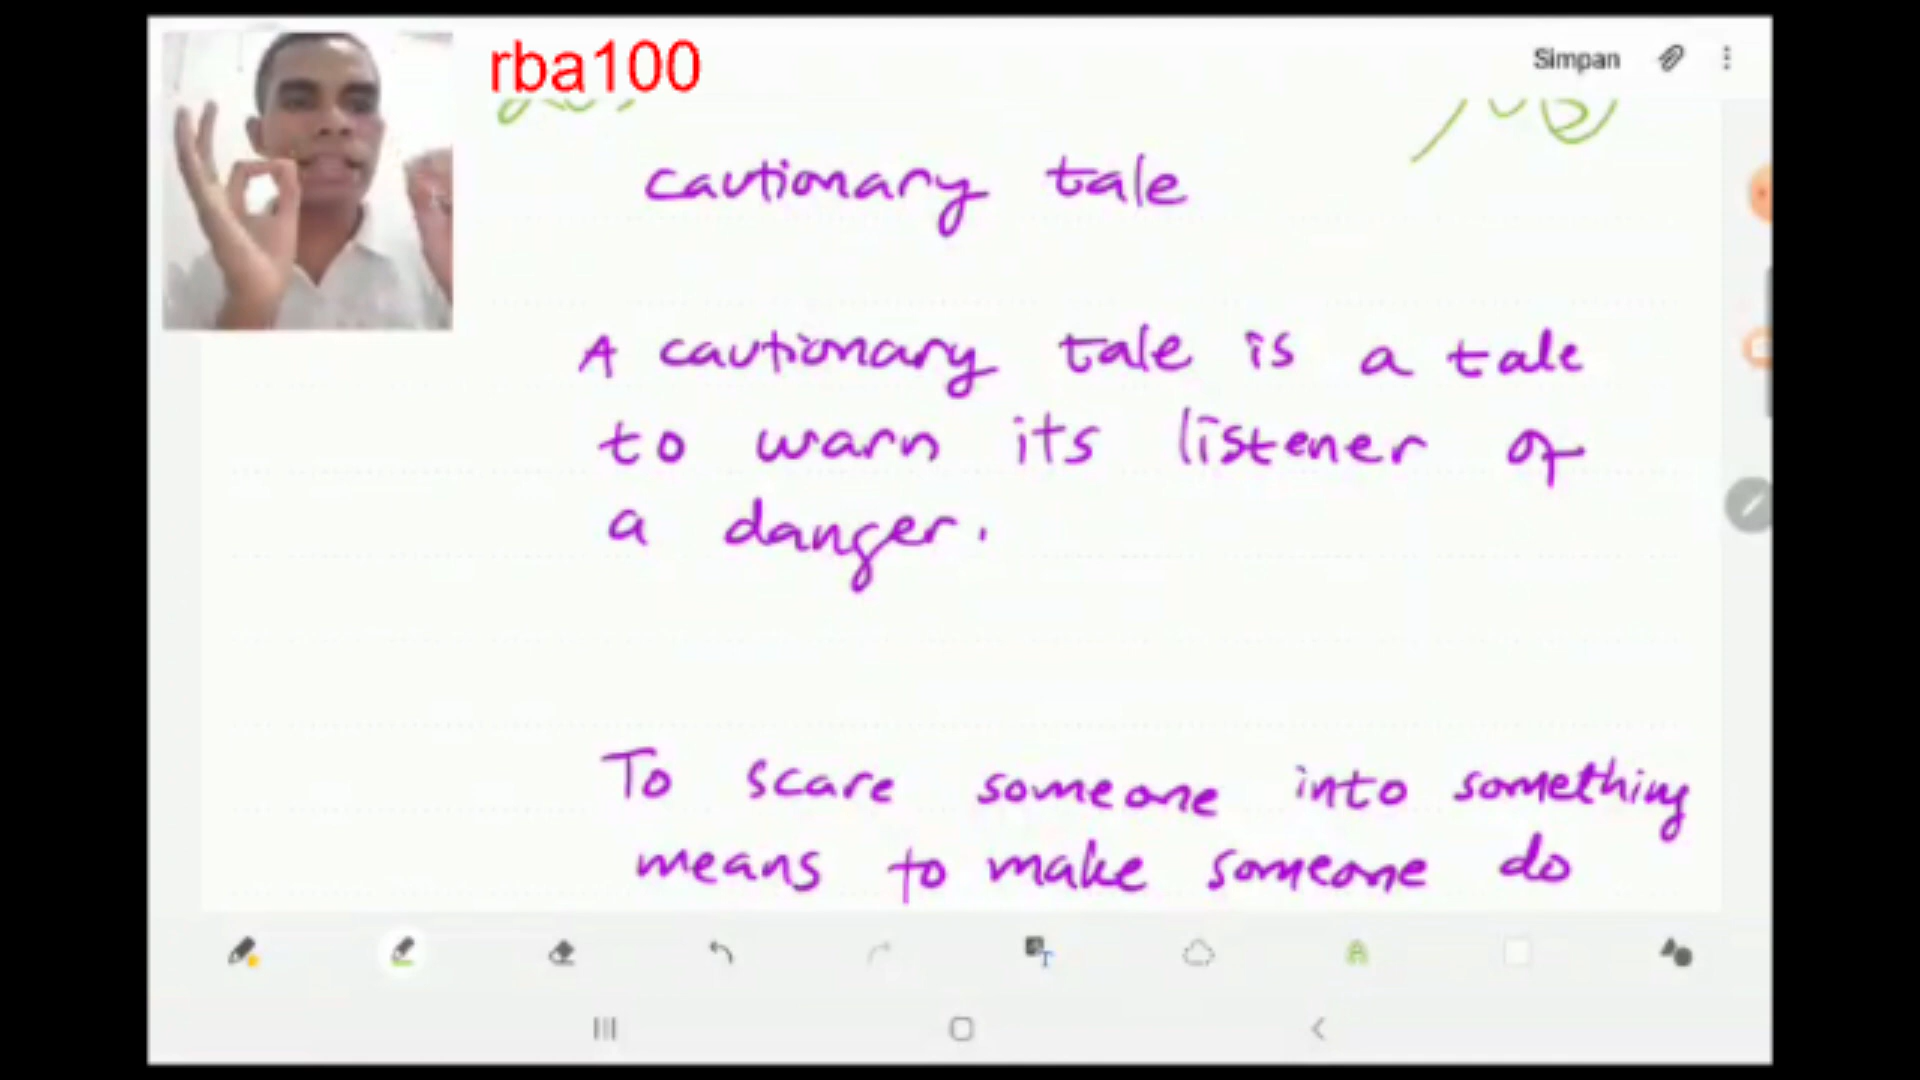 rba100
Simpan
cautionary tale
A cautionary tale is a tale
to warn its listener of
a danger.
To scare someone into something
means to make someone do